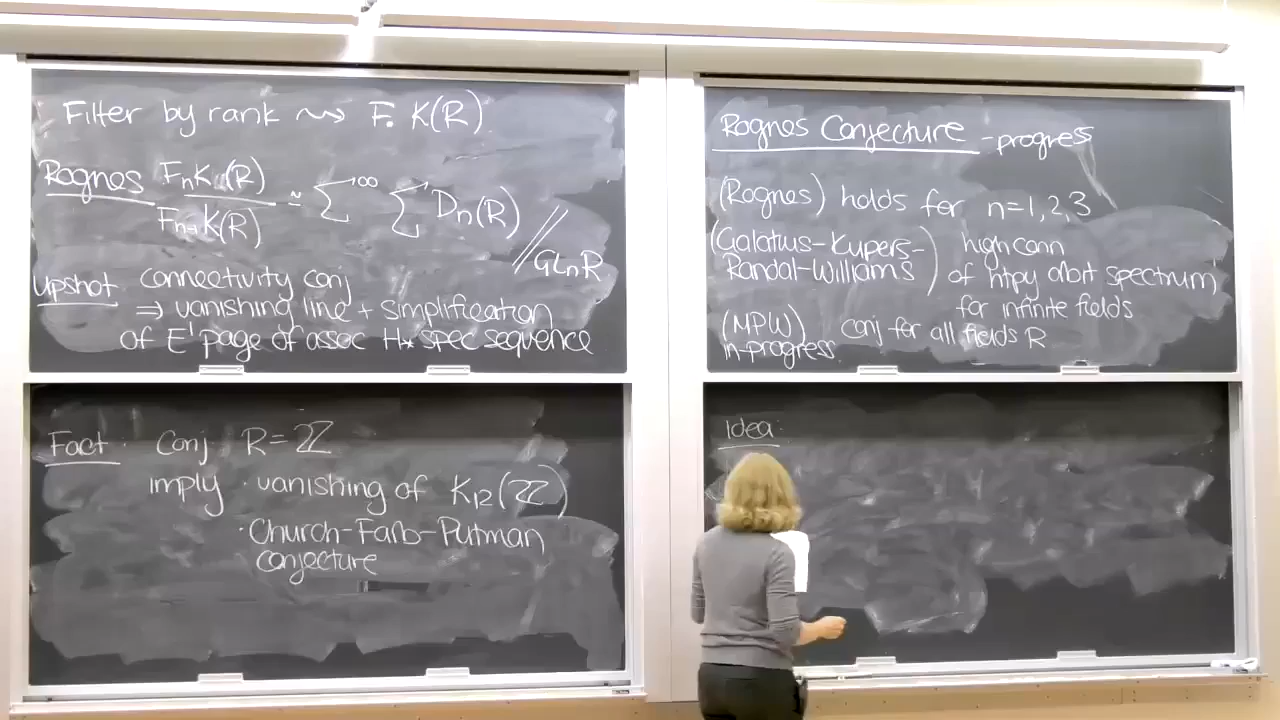 Filter by rank ⇝ F. K(R)
Rognes FnK(R) / Fn-1K(R) ≃ Σ^∞ Σ Dn(R) // GLnR
Upshot connectivity conj
⇒ vanishing line + simplification
of E¹ page of assoc H* spec sequence
Fact: Conj R = ℤ
imply · vanishing of K12(ℤ)
· Church-Farb-Putman
conjecture
Rognes Conjecture - progress
(Rognes) holds for n=1,2,3
(Galatius-Kupers-
Randal-Williams) high conn
of htpy orbit spectrum
for infinite fields
(MPW) conj for all fields R
in-progress
Idea: